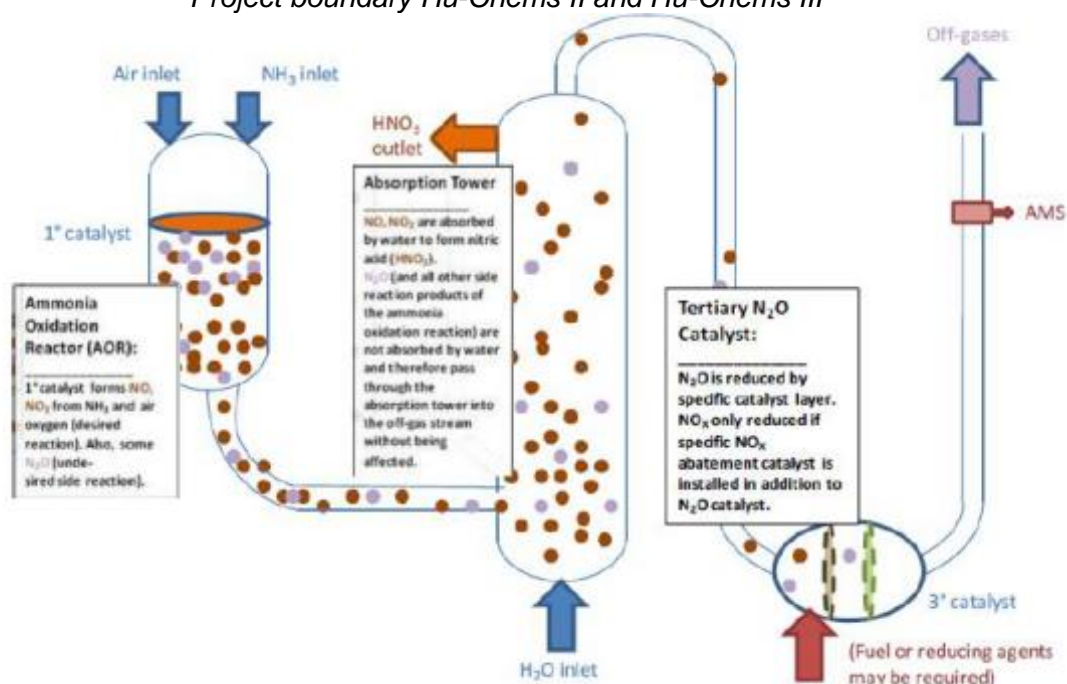 Project boundary Hu-Chems II and Hu-Chems III
Air inlet
NH₃ inlet
1° catalyst
Ammonia
Oxidation
Reactor (AOR):
1° catalyst forms NO,
NO₂ from NH₃ and air
oxygen (desired
reaction). Also, some
N₂O (unde-
sired side reaction).
HNO₃
outlet
Absorption Tower
NO, NO₂ are absorbed
by water to form nitric
acid (HNO₃).
N₂O (and all other side
reaction products of
the ammonia
oxidation reaction) are
not absorbed by water
and therefore pass
through the
absorption tower into
the off-gas stream
without being
affected.
H₂O inlet
Tertiary N₂O
Catalyst:
N₂O is reduced by
specific catalyst layer.
NOₓ only reduced if
specific NOₓ
abatement catalyst is
installed in addition to
N₂O catalyst.
Off-gases
AMS
3° catalyst
(Fuel or reducing agents
may be required)